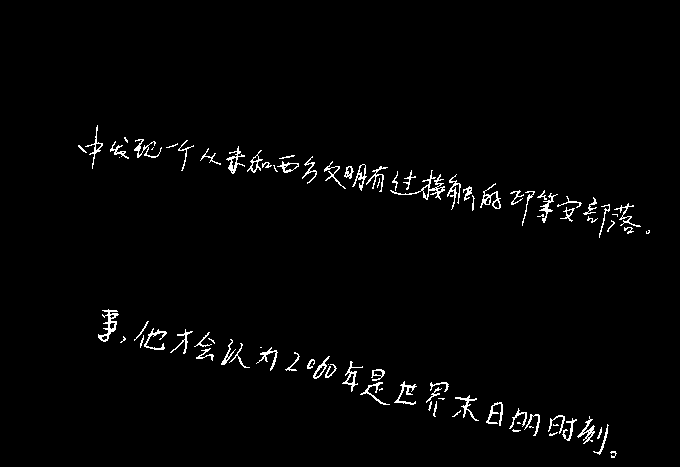 中发现一个从未和西方文明有过接触的印第安部落。
事,他才会认为2060年是世界末日的时刻。